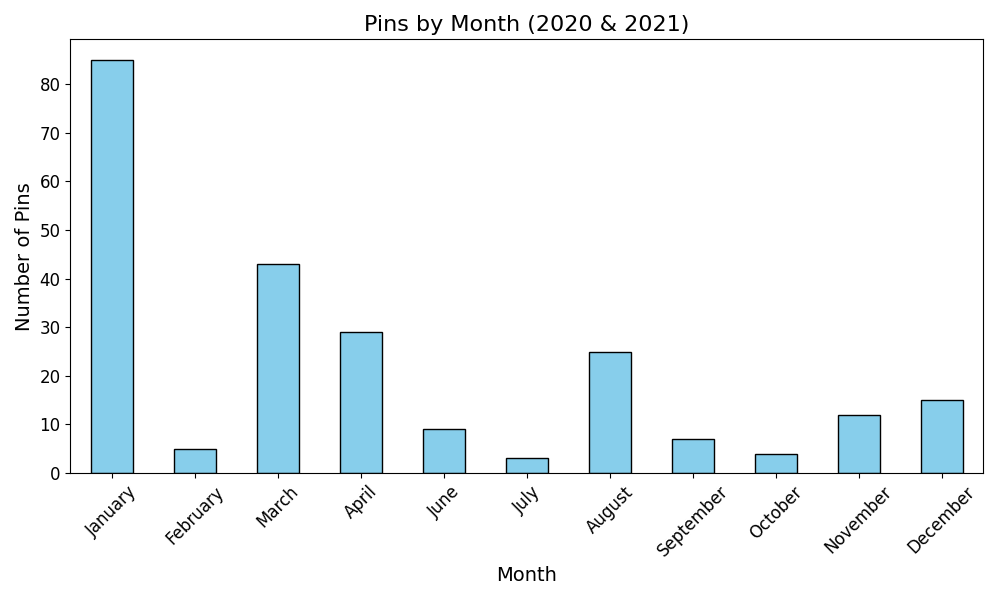 Pins by Month (2020 & 2021)
Number of Pins
80
70
60
50
40
30
20
10
0
January
February
March
April
June
July
August
September
October
November
December
Month